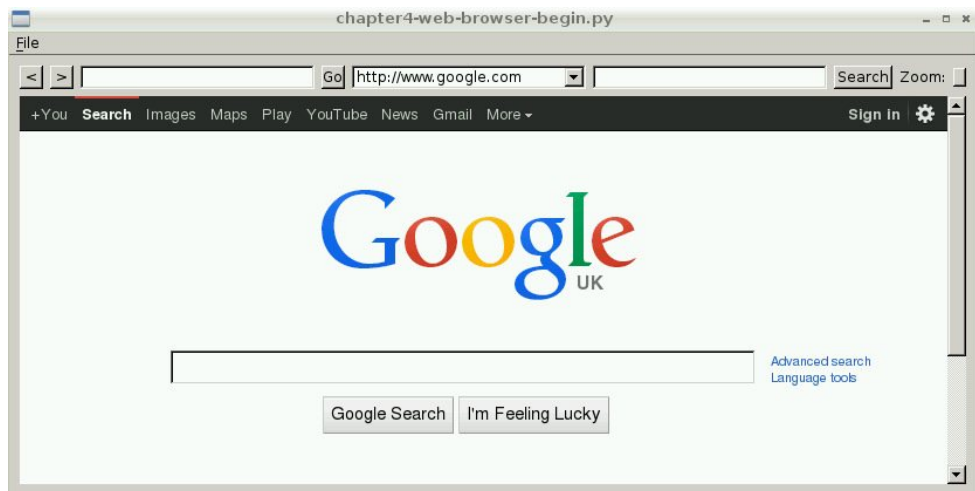 chapter4-web-browser-begin.py
File
< > Go http://www.google.com Search Zoom:
+You Search Images Maps Play YouTube News Gmail More Sign in
Google
UK
Advanced search
Language tools
Google Search I'm Feeling Lucky